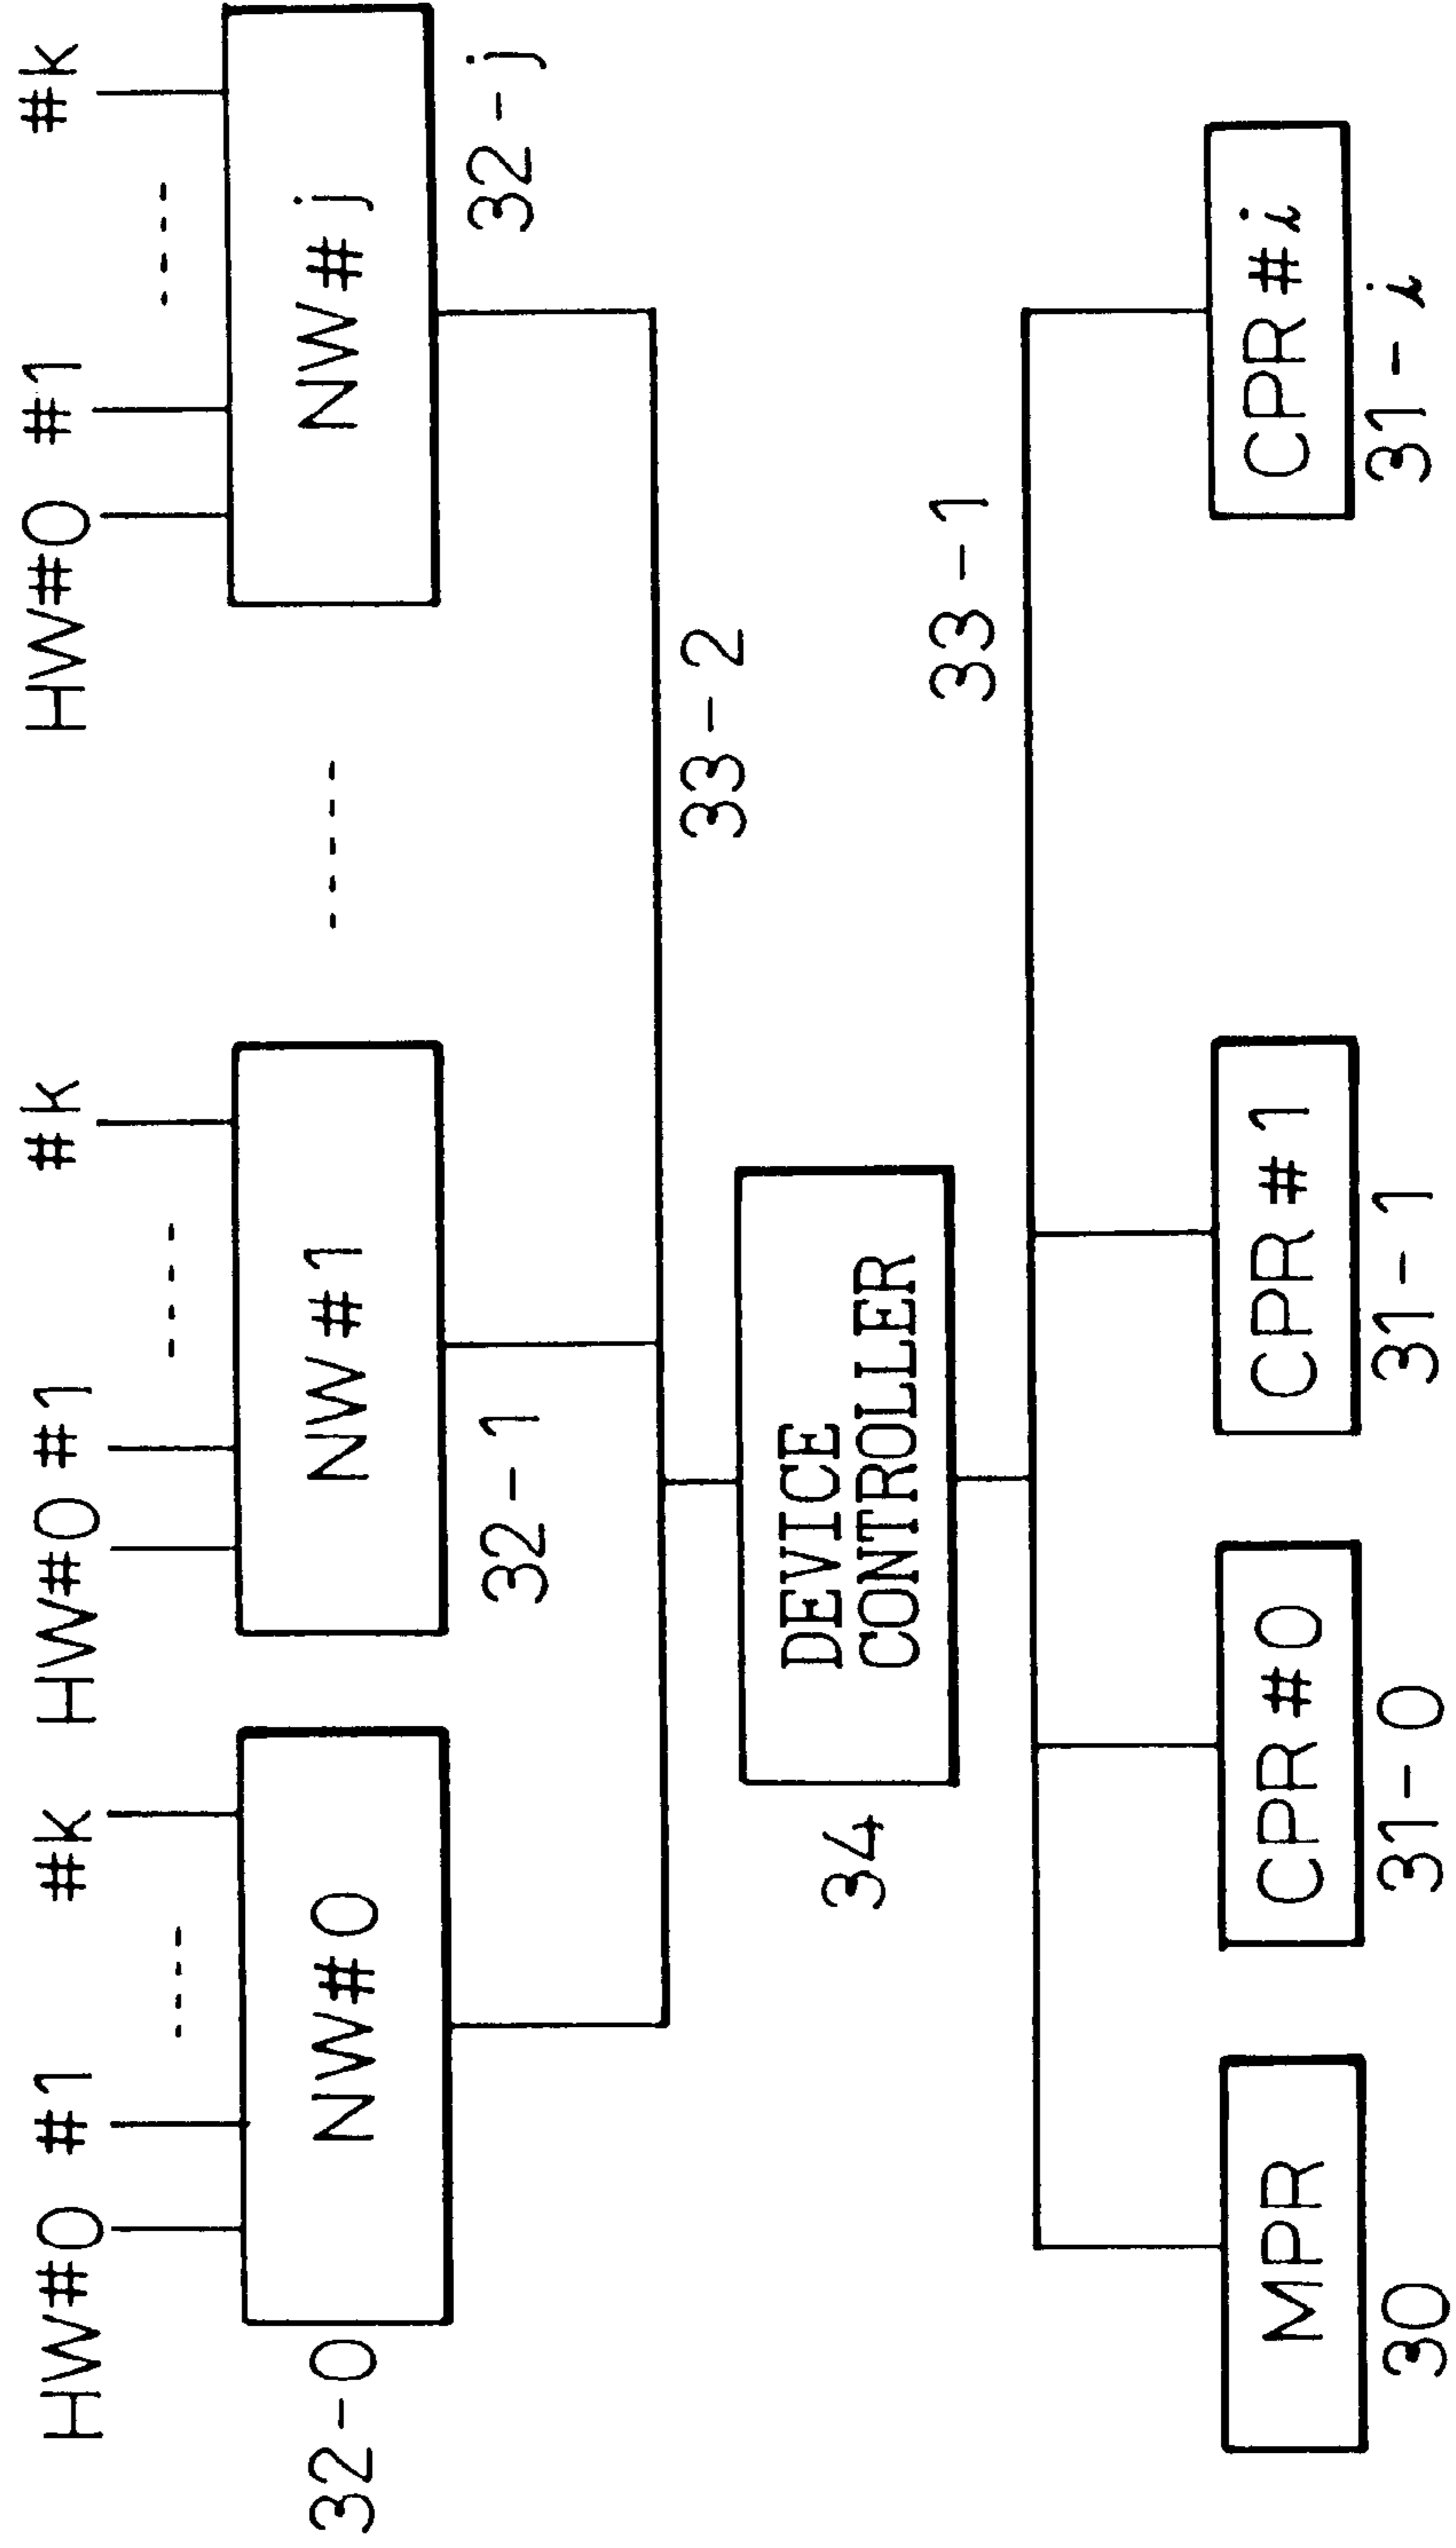 HW#0 #1 #k HW#0 #1 #k HW#0 #1 #k
---- ---- ----
32-0 NW#0 NW#1 ----- NW#j
32-1 32-j
33-2
34 DEVICE
CONTROLLER
33-1
MPR CPR#0 CPR#1 CPR#i
30 31-0 31-1 31-i